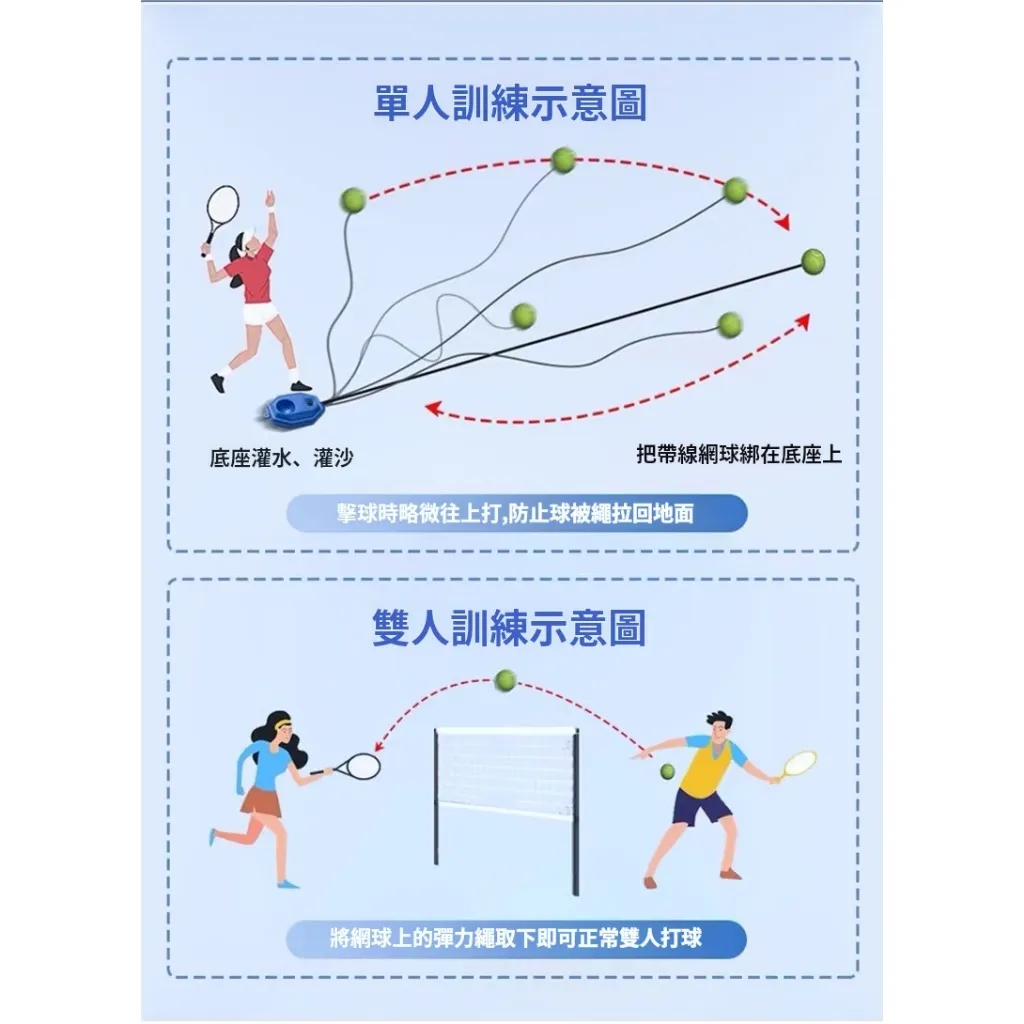 單人訓練示意圖
底座灌水、灌沙
把帶線網球綁在底座上
擊球時略微往上打,防止球被繩拉回地面
雙人訓練示意圖
將網球上的彈力繩取下即可正常雙人打球